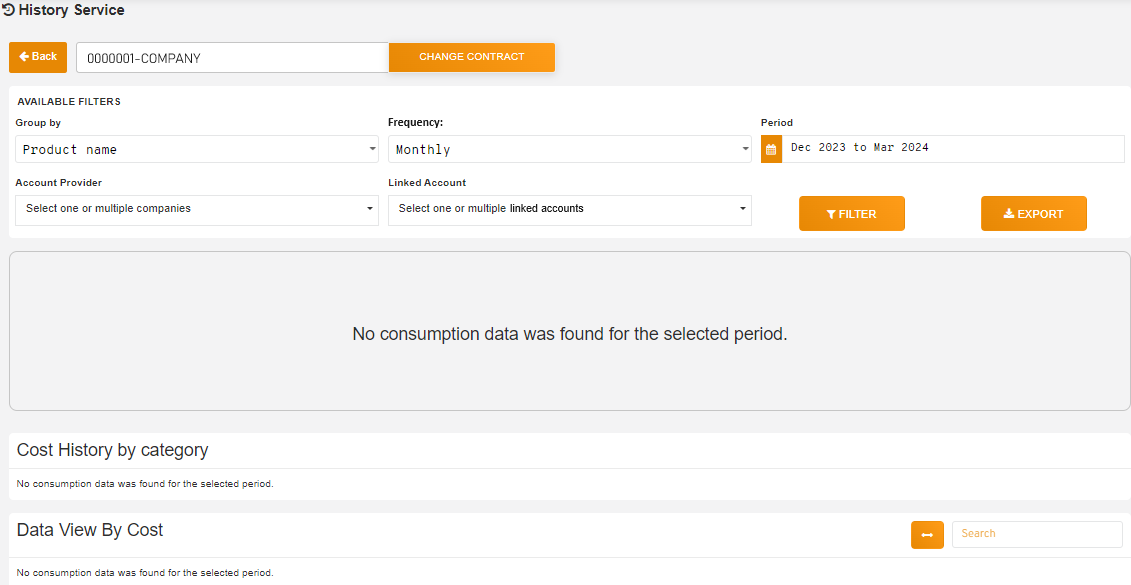 History Service
Back
0000001-COMPANY
CHANGE CONTRACT
AVAILABLE FILTERS
Group by
Frequency:
Period
Product name
Monthly
Dec 2023 to Mar 2024
Account Provider
Linked Account
Select one or multiple companies
Select one or multiple linked accounts
FILTER
EXPORT
No consumption data was found for the selected period.
Cost History by category
No consumption data was found for the selected period.
Data View By Cost
Search
No consumption data was found for the selected period.